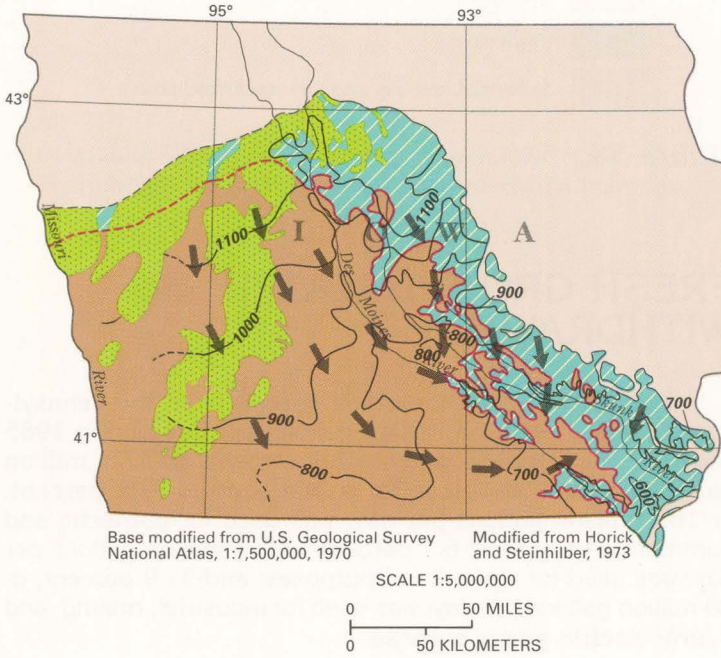 95°
93°
43°
Missouri
1100
I
O
W
A
1100
Des
Moines
900
1000
800
800
River
River
Skunk
700
41°
900
800
700
River
600
Base modified from U.S. Geological Survey
National Atlas, 1:7,500,000, 1970
Modified from Horick
and Steinhilber, 1973
SCALE 1:5,000,000
0
50 MILES
0
50 KILOMETERS